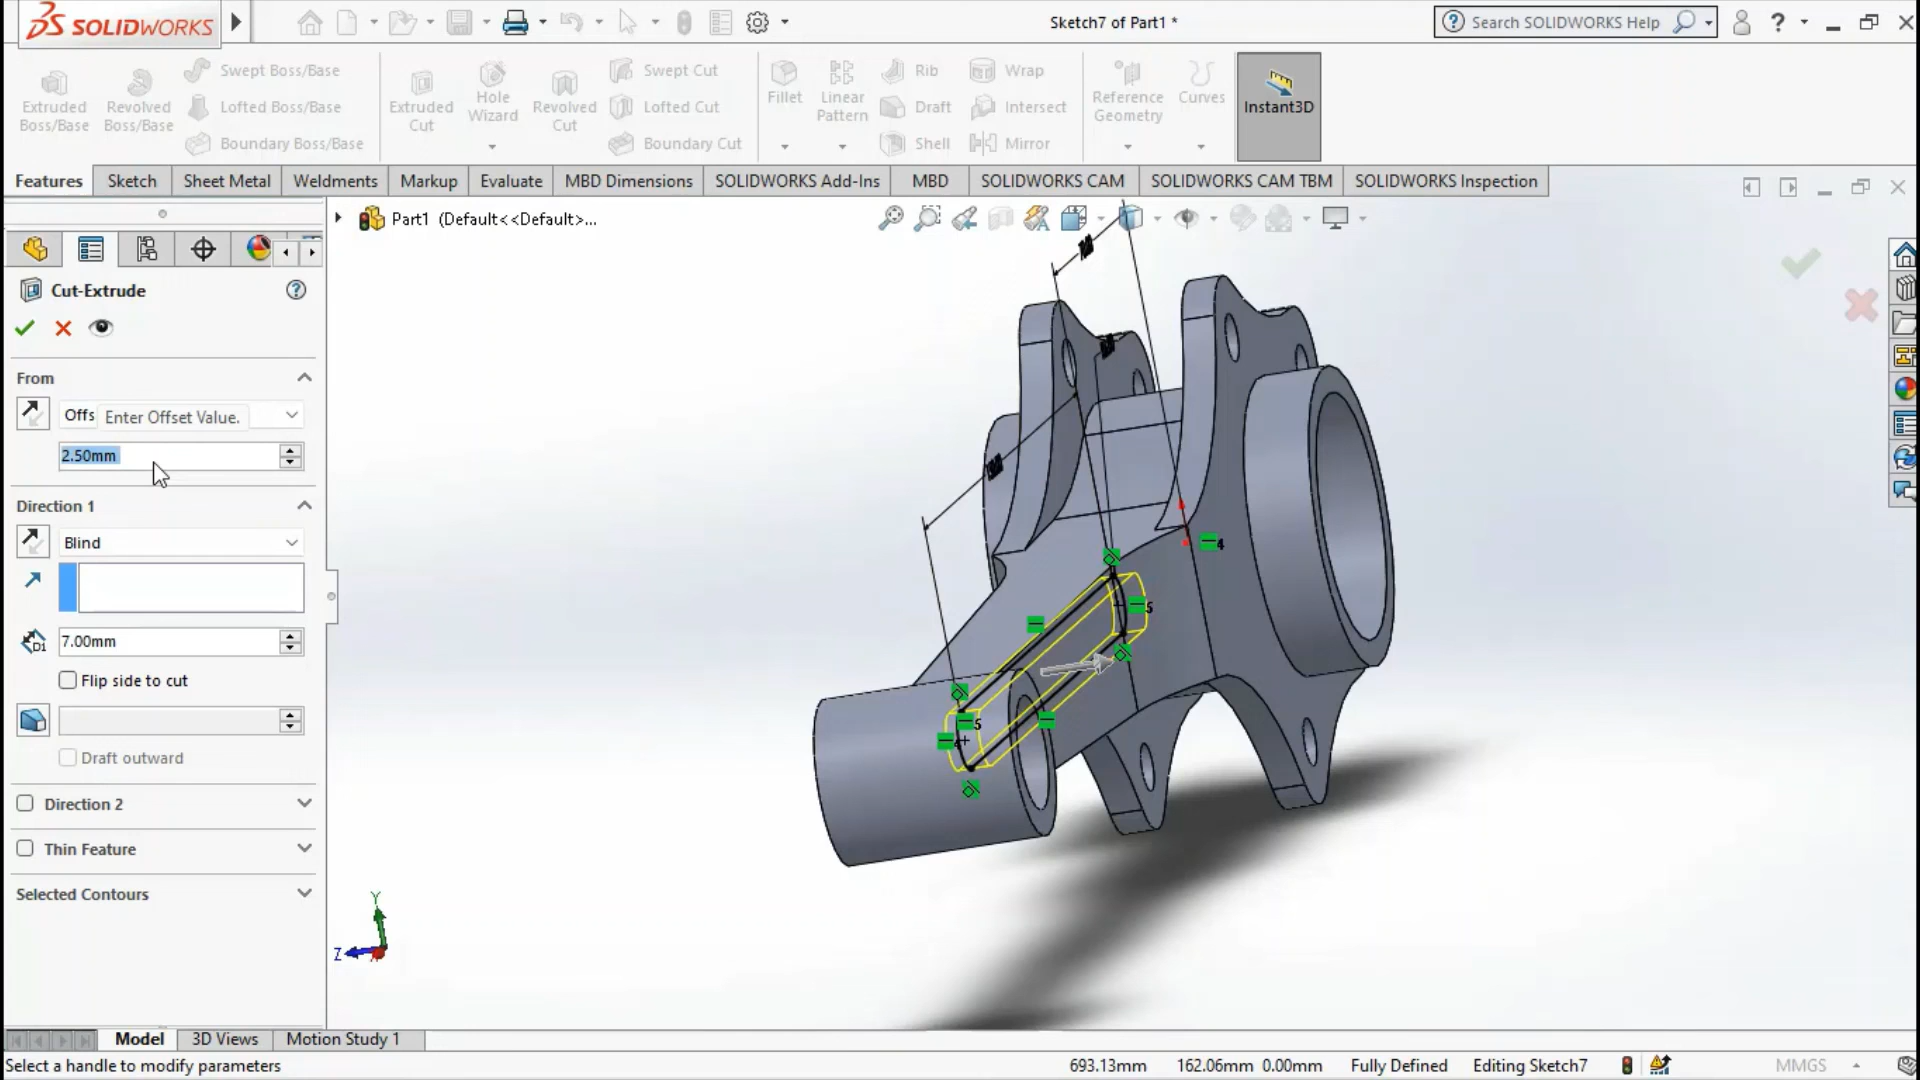 SOLIDWORKS
Sketch7 of Part1 *
Search SOLIDWORKS Help
?
Extruded Boss/Base
Revolved Boss/Base
Swept Boss/Base
Lofted Boss/Base
Boundary Boss/Base
Extruded Cut
Hole Wizard
Revolved Cut
Swept Cut
Lofted Cut
Boundary Cut
Fillet
Linear Pattern
Rib
Draft
Shell
Wrap
Intersect
Mirror
Reference Geometry
Curves
Instant3D
Features
Sketch
Sheet Metal
Weldments
Markup
Evaluate
MBD Dimensions
SOLIDWORKS Add-Ins
MBD
SOLIDWORKS CAM
SOLIDWORKS CAM TBM
SOLIDWORKS Inspection
Part1 (Default<<Default>...
Cut-Extrude
?
From
Offs
Enter Offset Value.
2.50mm
Direction 1
Blind
D1
7.00mm
Flip side to cut
Draft outward
Direction 2
Thin Feature
Selected Contours
4
5
5
4
Y
Z
Model
3D Views
Motion Study 1
Select a handle to modify parameters
693.13mm
162.06mm
0.00mm
Fully Defined
Editing Sketch7
MMGS